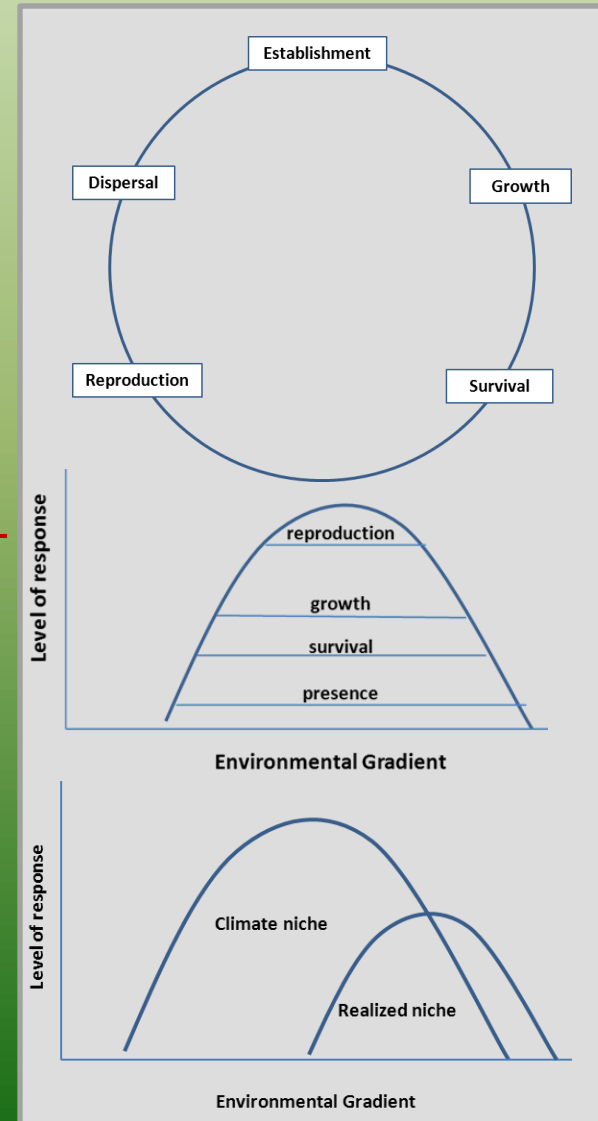 Establishment
Dispersal
Growth
Reproduction
Survival
Level of response
reproduction
growth
survival
presence
Environmental Gradient
Level of response
Climate niche
Realized niche
Environmental Gradient